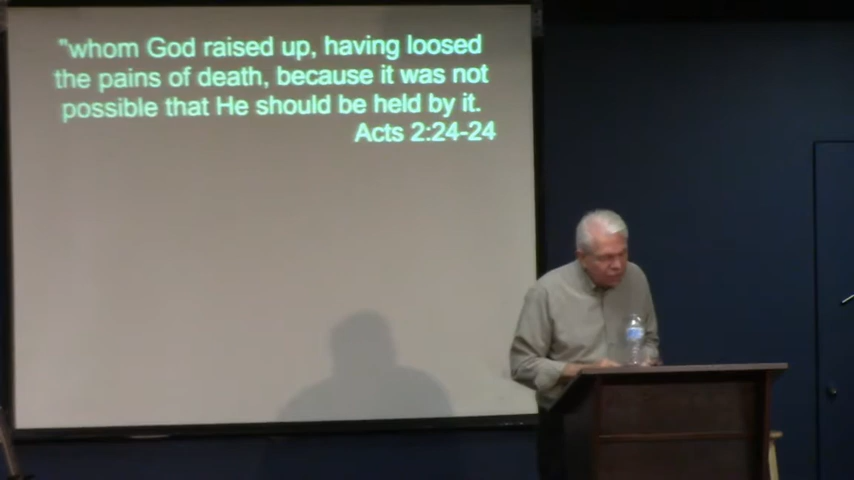 "whom God raised up, having loosed
the pains of death, because it was not
possible that He should be held by it.
Acts 2:24-24